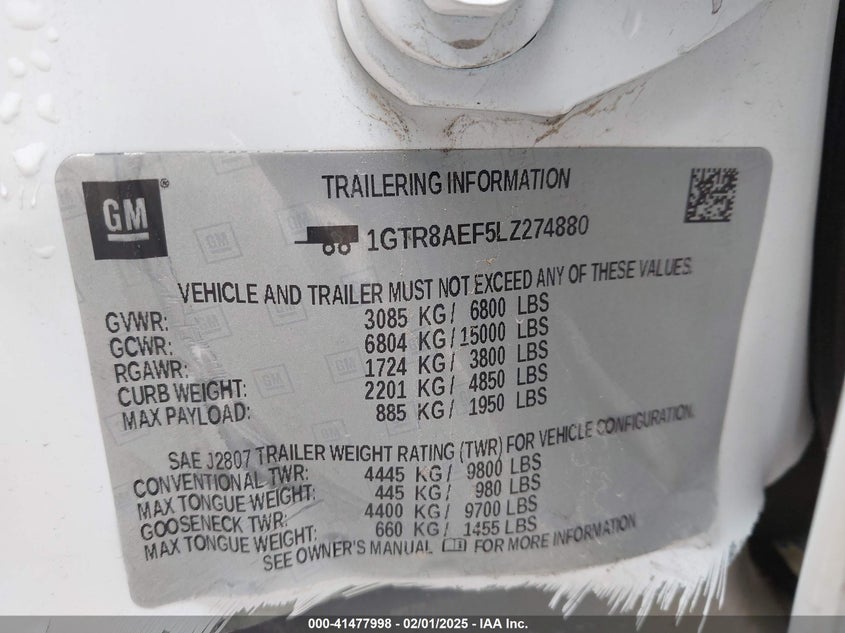 GM
TRAILERING INFORMATION
1GTR8AEF5LZ274880
VEHICLE AND TRAILER MUST NOT EXCEED ANY OF THESE VALUES.
GVWR: 3085 KG / 6800 LBS
GCWR: 6804 KG / 15000 LBS
RGAWR: 1724 KG / 3800 LBS
CURB WEIGHT: 2201 KG / 4850 LBS
MAX PAYLOAD: 885 KG / 1950 LBS
SAE J2807 TRAILER WEIGHT RATING (TWR) FOR VEHICLE CONFIGURATION.
CONVENTIONAL TWR: 4445 KG / 9800 LBS
MAX TONGUE WEIGHT: 445 KG / 980 LBS
GOOSENECK TWR: 4400 KG / 9700 LBS
MAX TONGUE WEIGHT: 660 KG / 1455 LBS
SEE OWNER'S MANUAL FOR MORE INFORMATION
000-41477998 - 02/01/2025 - IAA Inc.